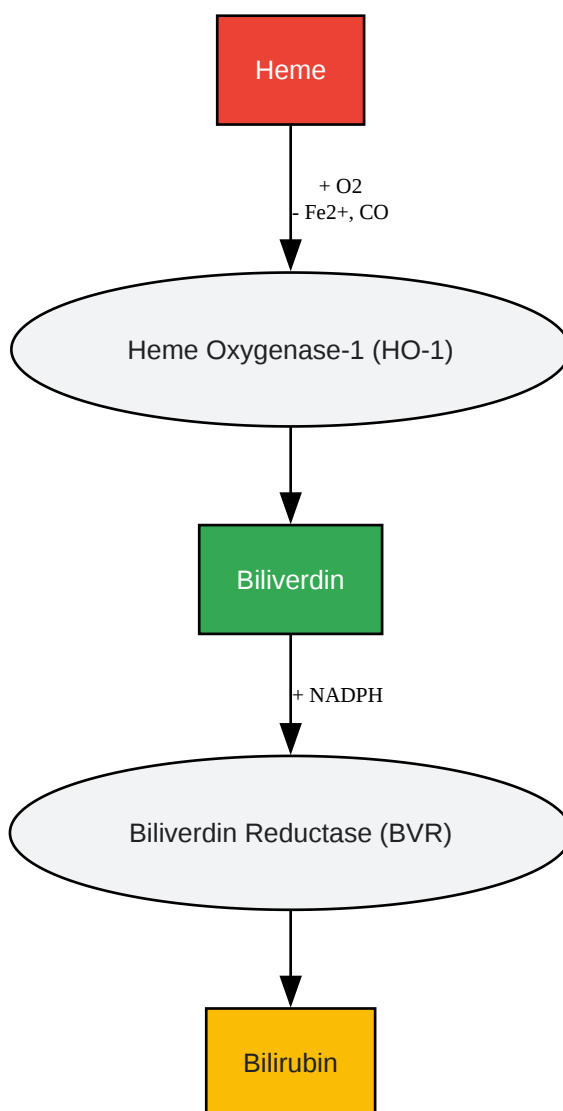 Heme
+ O2
- Fe2+, CO
Heme Oxygenase-1 (HO-1)
Biliverdin
+ NADPH
Biliverdin Reductase (BVR)
Bilirubin